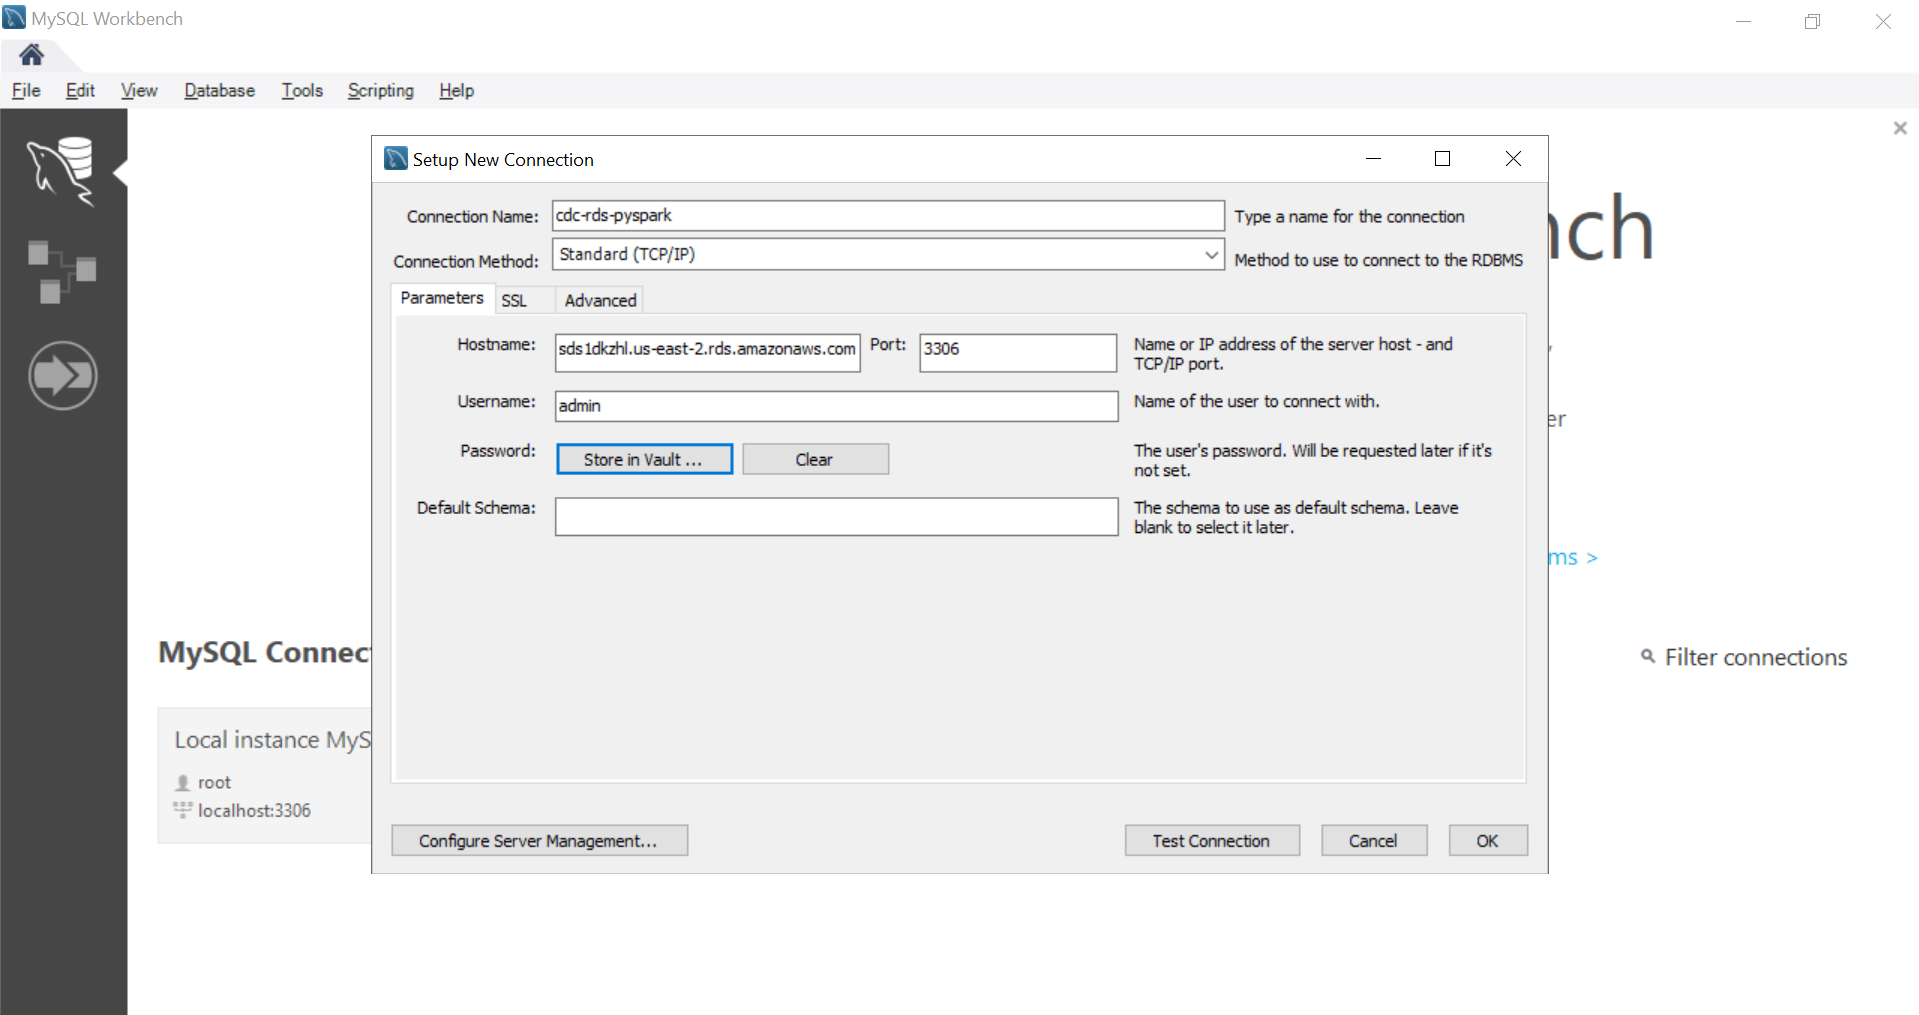 MySQL Workbench
File Edit View Database Tools Scripting Help
Setup New Connection
Connection Name: cdc-rds-pyspark Type a name for the connection
Connection Method: Standard (TCP/IP) Method to use to connect to the RDBMS
Parameters SSL Advanced
Hostname: sds1dkzhl.us-east-2.rds.amazonaws.com Port: 3306 Name or IP address of the server host - and
TCP/IP port.
Username: admin Name of the user to connect with.
Password: Store in Vault ... Clear The user's password. Will be requested later if it's
not set.
Default Schema: The schema to use as default schema. Leave
blank to select it later.
ch
er
ms >
MySQL Connect
Filter connections
Local instance MyS
root
localhost:3306
Configure Server Management... Test Connection Cancel OK